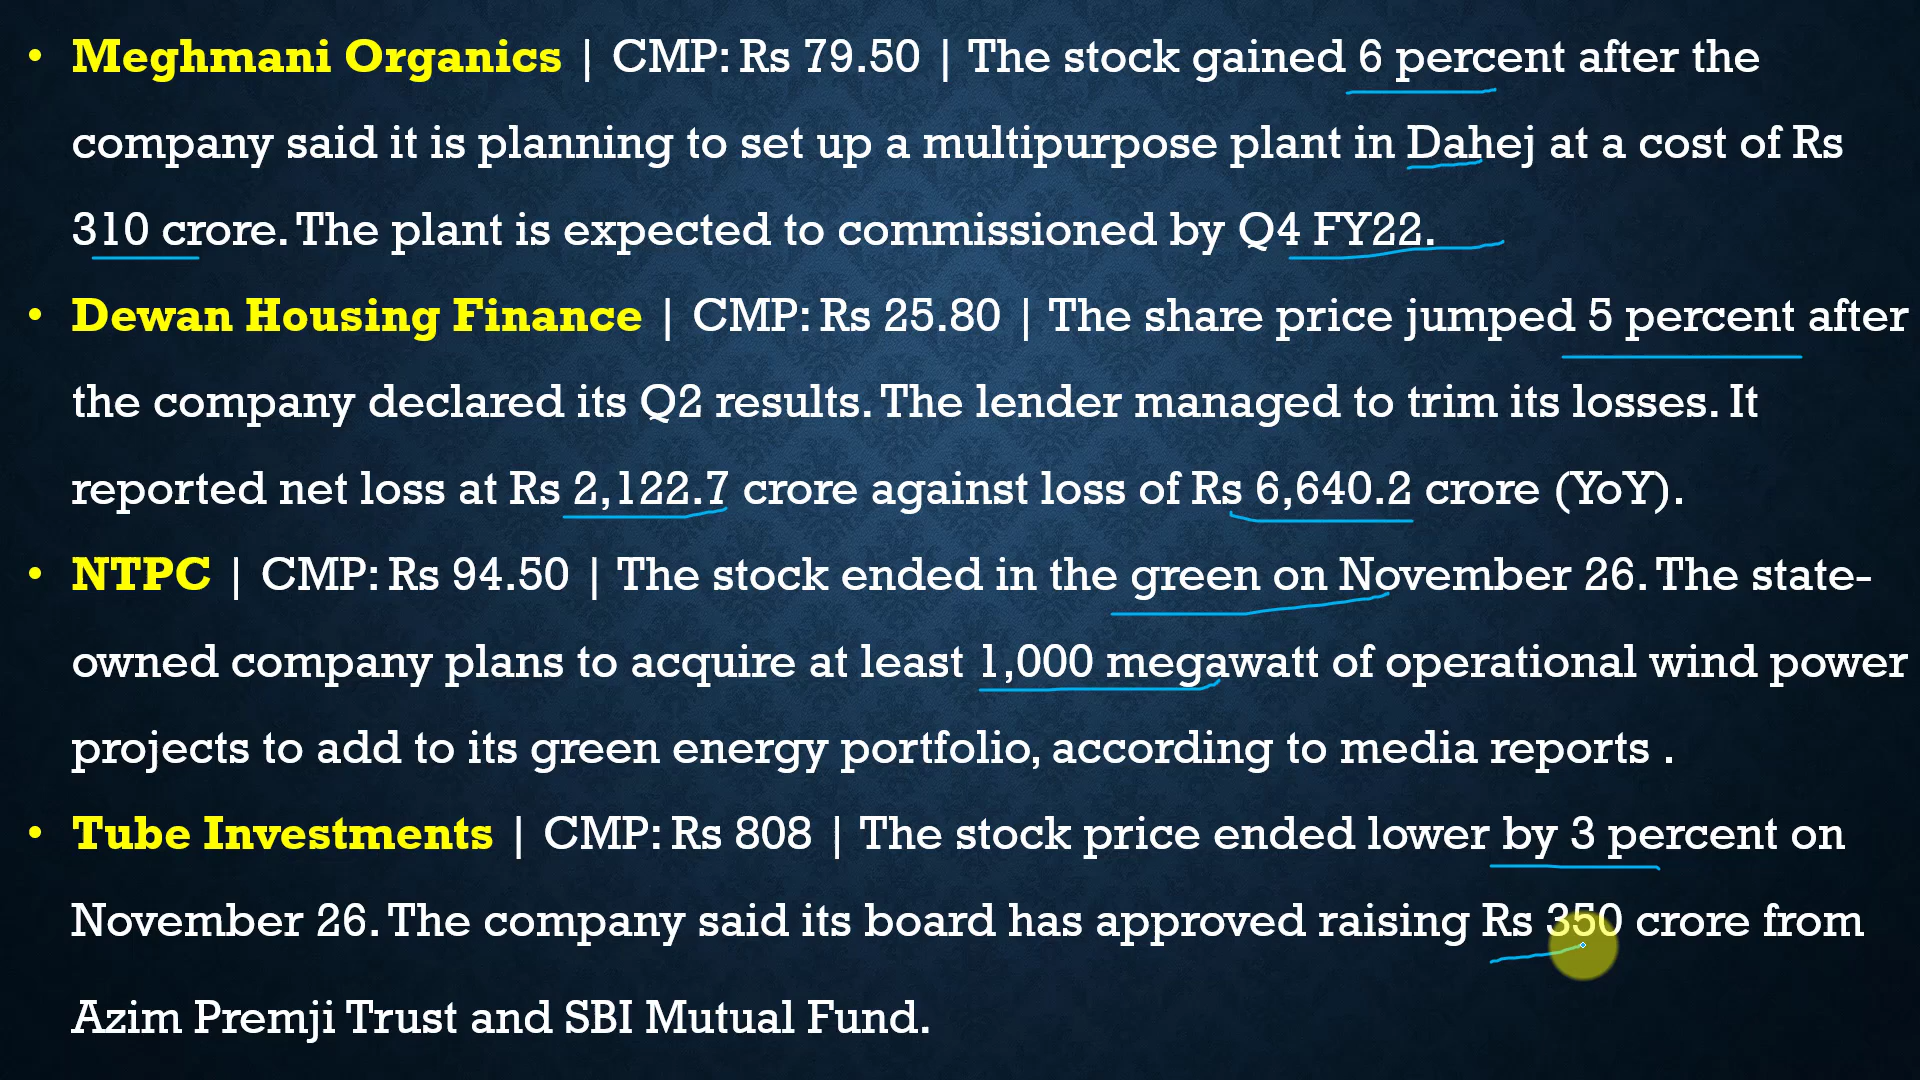 • Meghmani Organics | CMP: Rs 79.50 | The stock gained 6 percent after the
company said it is planning to set up a multipurpose plant in Dahej at a cost of Rs
310 crore. The plant is expected to commissioned by Q4 FY22.
• Dewan Housing Finance | CMP: Rs 25.80 | The share price jumped 5 percent after
the company declared its Q2 results. The lender managed to trim its losses. It
reported net loss at Rs 2,122.7 crore against loss of Rs 6,640.2 crore (YoY).
• NTPC | CMP: Rs 94.50 | The stock ended in the green on November 26. The state-
owned company plans to acquire at least 1,000 megawatt of operational wind power
projects to add to its green energy portfolio, according to media reports .
• Tube Investments | CMP: Rs 808 | The stock price ended lower by 3 percent on
November 26. The company said its board has approved raising Rs 350 crore from
Azim Premji Trust and SBI Mutual Fund.